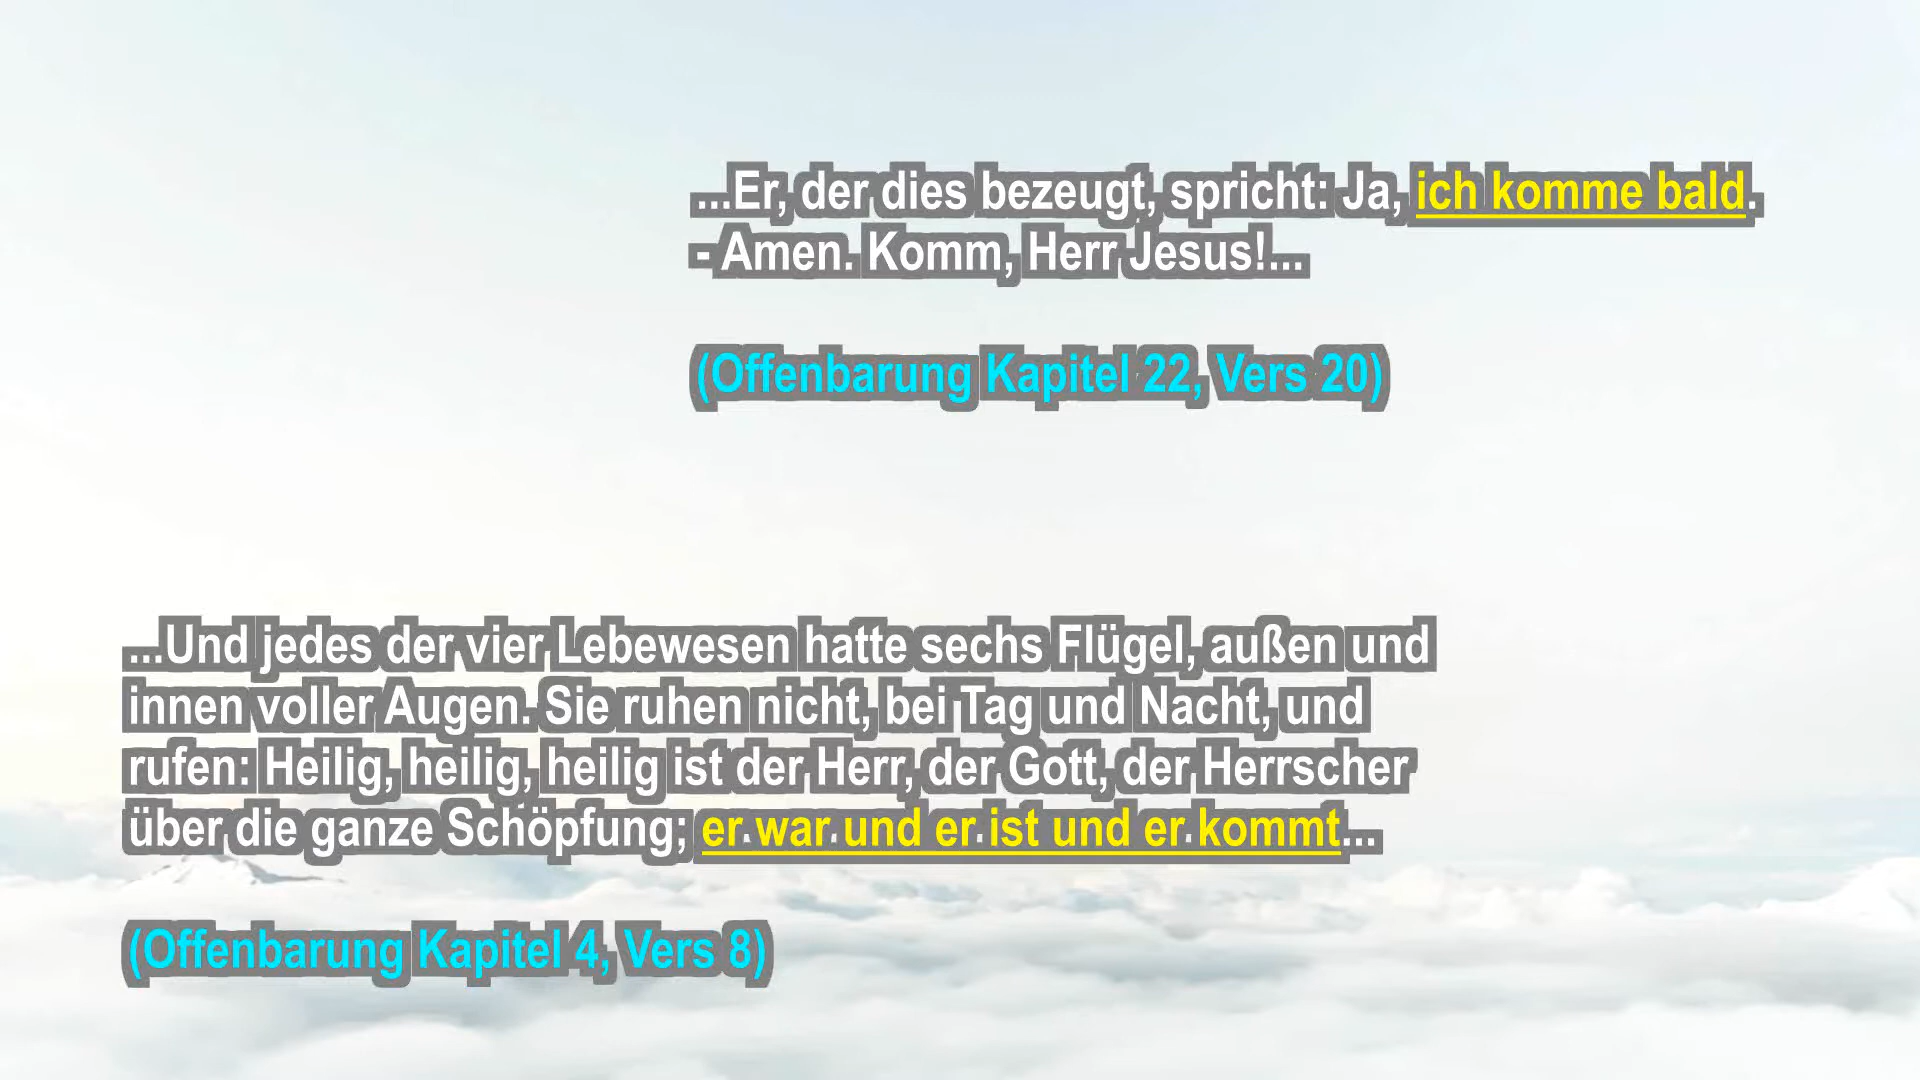 ...Er, der dies bezeugt, spricht: Ja, ich komme bald.
- Amen. Komm, Herr Jesus!...
(Offenbarung Kapitel 22, Vers 20)
...Und jedes der vier Lebewesen hatte sechs Flügel, außen und
innen voller Augen. Sie ruhen nicht, bei Tag und Nacht, und
rufen: Heilig, heilig, heilig ist der Herr, der Gott, der Herrscher
über die ganze Schöpfung; er war und er ist und er kommt...
(Offenbarung Kapitel 4, Vers 8)